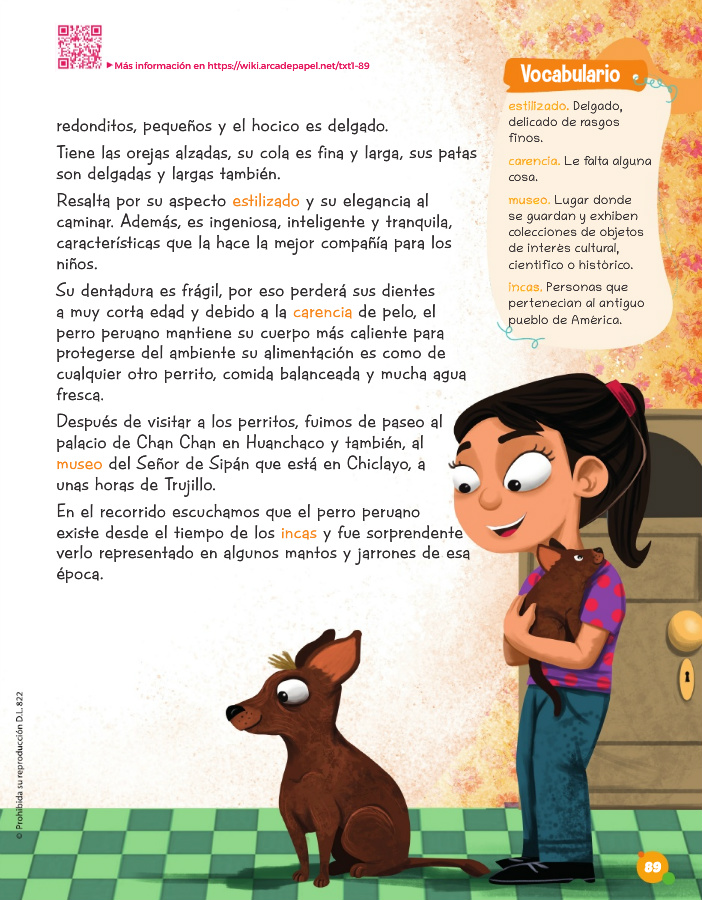 Más información en https://wiki.arcadepapel.net/txt1-89
redonditos, pequeños y el hocico es delgado.
Tiene las orejas alzadas, su cola es fina y larga, sus patas
son delgadas y largas también.
Resalta por su aspecto estilizado y su elegancia al
caminar. Además, es ingeniosa, inteligente y tranquila,
características que la hace la mejor compañía para los
niños.
Su dentadura es frágil, por eso perderá sus dientes
a muy corta edad y debido a la carencia de pelo, el
perro peruano mantiene su cuerpo más caliente para
protegerse del ambiente su alimentación es como de
cualquier otro perrito, comida balanceada y mucha agua
fresca.
Después de visitar a los perritos, fuimos de paseo al
palacio de Chan Chan en Huanchaco y también, al
museo del Señor de Sipán que está en Chiclayo, a
unas horas de Trujillo.
En el recorrido escuchamos que el perro peruano
existe desde el tiempo de los incas y fue sorprendente
verlo representado en algunos mantos y jarrones de esa
época.
Vocabulario
estilizado. Delgado,
delicado de rasgos
finos.
carencia. Le falta alguna
cosa.
museo. Lugar donde
se guardan y exhiben
colecciones de objetos
de interés cultural,
científico o histórico.
incas. Personas que
pertenecían al antiguo
pueblo de América.
© Prohibida su reproducción D.L. 822
89